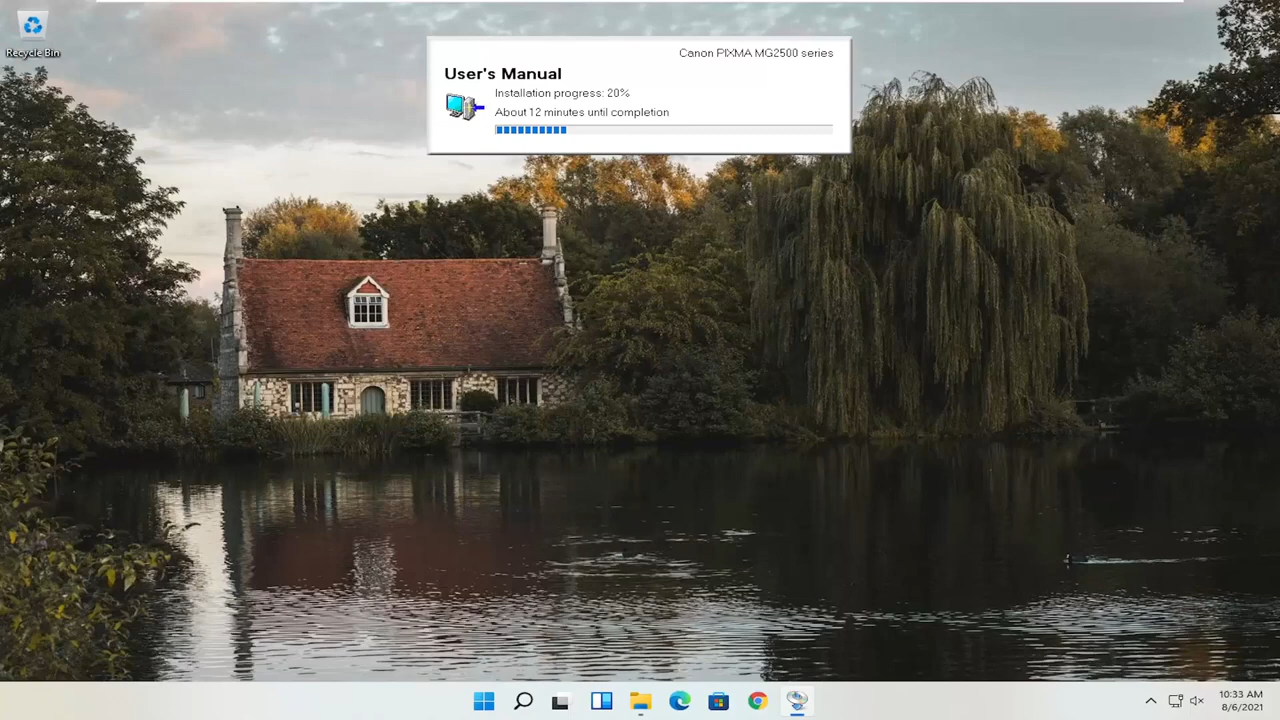 Recycle Bin
Canon PIXMA MG2500 series
User's Manual
Installation progress: 20%
About 12 minutes until completion
10:33 AM
8/6/2021